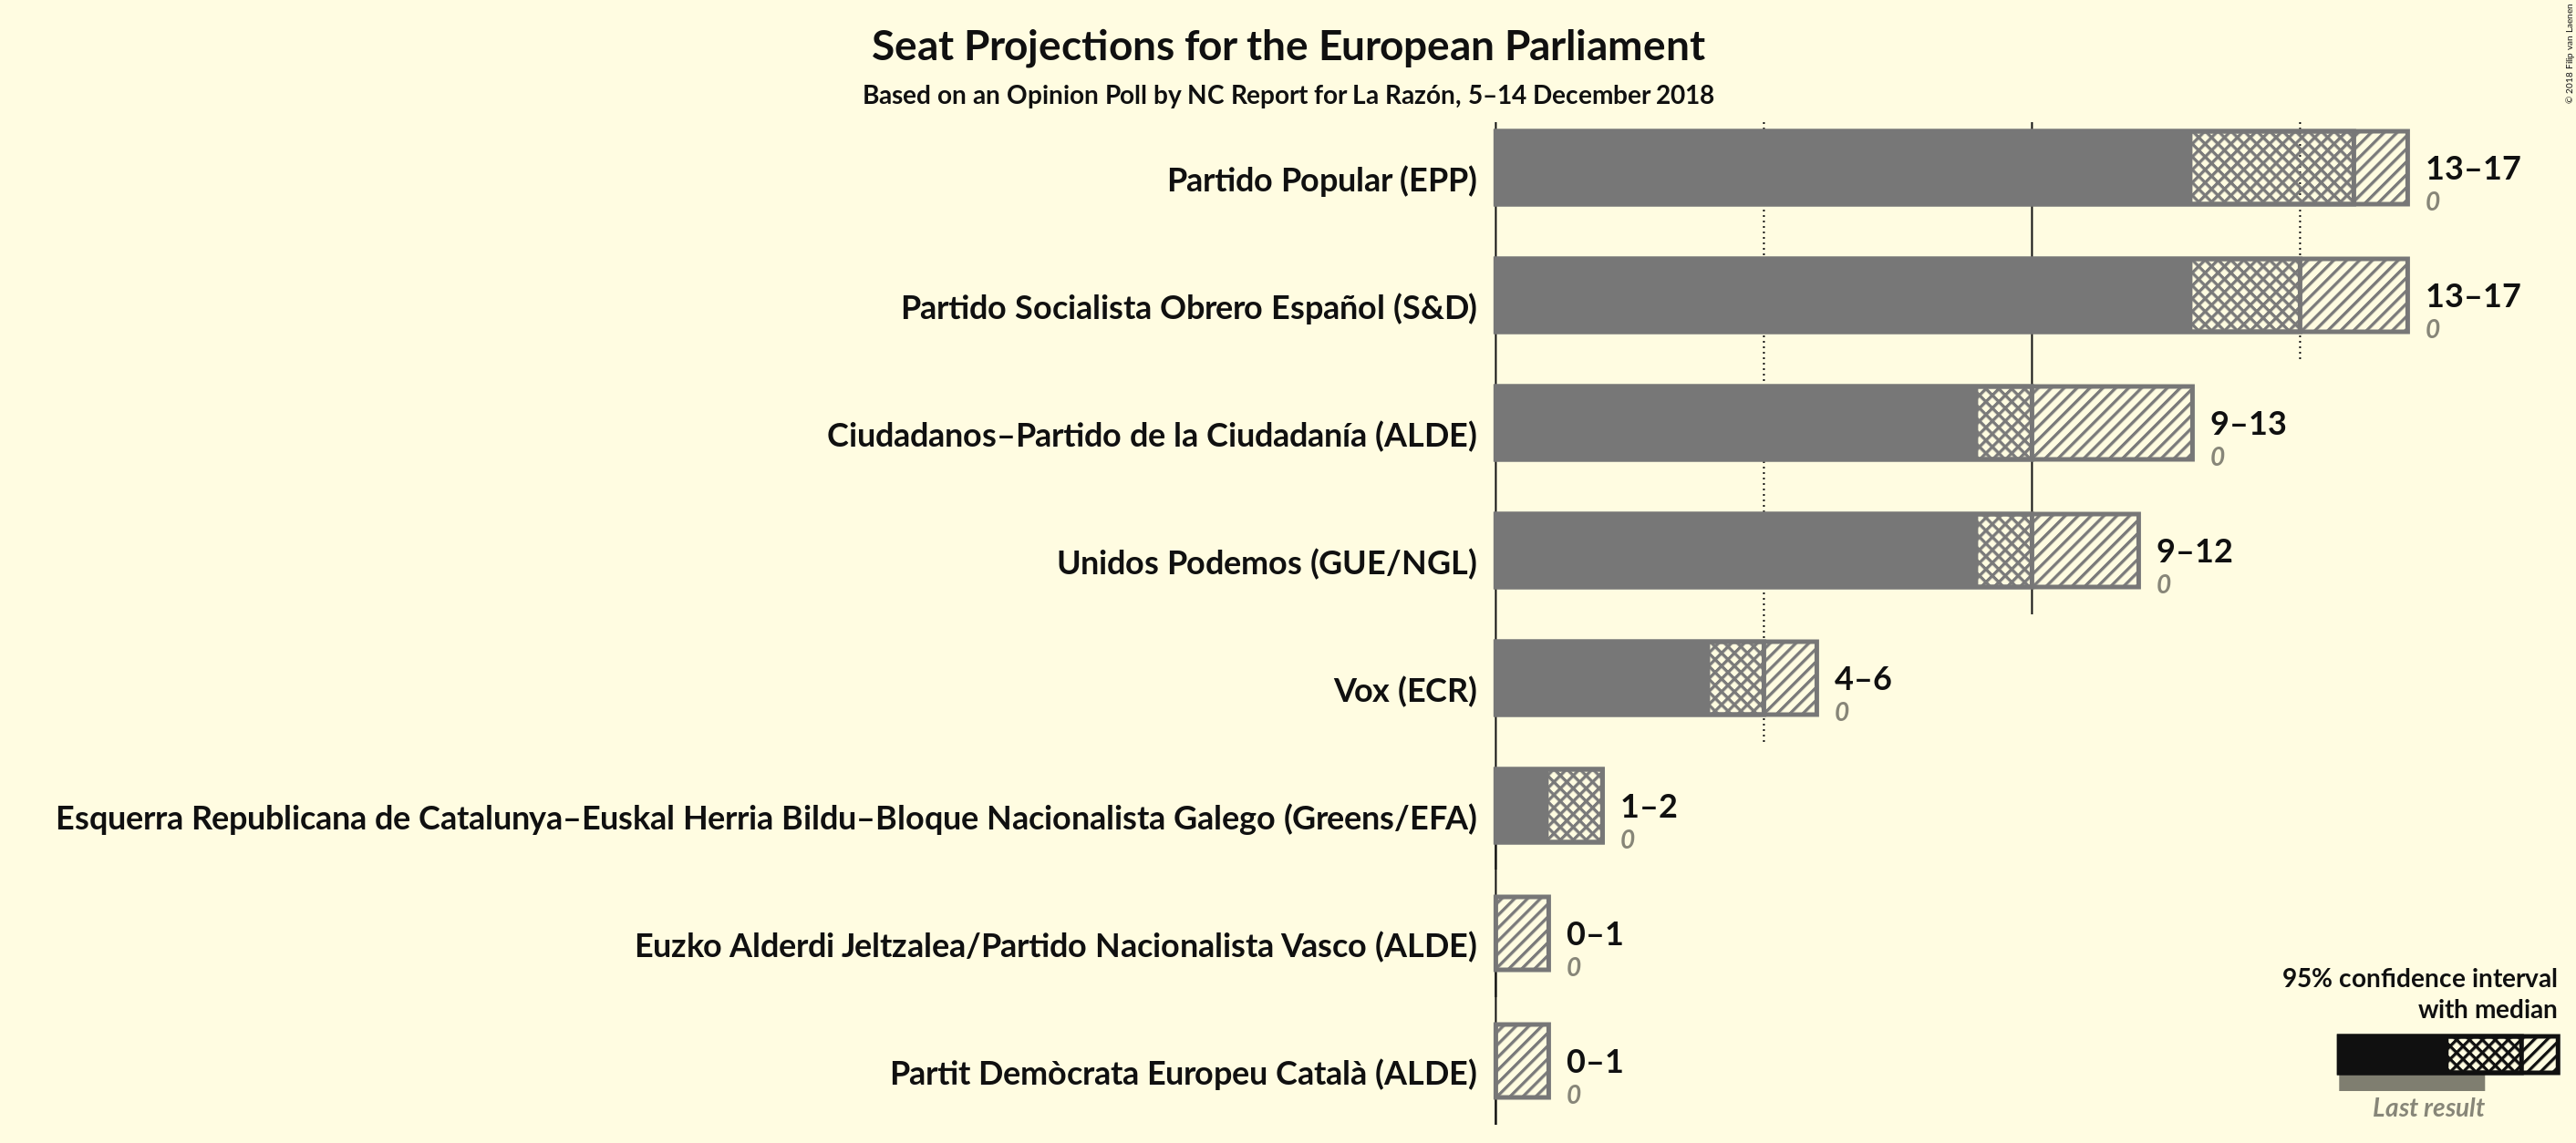 Seat Projections for the European Parliament
Based on an Opinion Poll by NC Report for La Razón, 5–14 December 2018
© 2018 Filip van Laenen
Partido Popular (EPP)
13–17
0
Partido Socialista Obrero Español (S&D)
13–17
0
Ciudadanos–Partido de la Ciudadanía (ALDE)
9–13
0
Unidos Podemos (GUE/NGL)
9–12
0
Vox (ECR)
4–6
0
Esquerra Republicana de Catalunya–Euskal Herria Bildu–Bloque Nacionalista Galego (Greens/EFA)
1–2
0
Euzko Alderdi Jeltzalea/Partido Nacionalista Vasco (ALDE)
0–1
0
Partit Demòcrata Europeu Català (ALDE)
0–1
0
95% confidence interval
with median
Last result